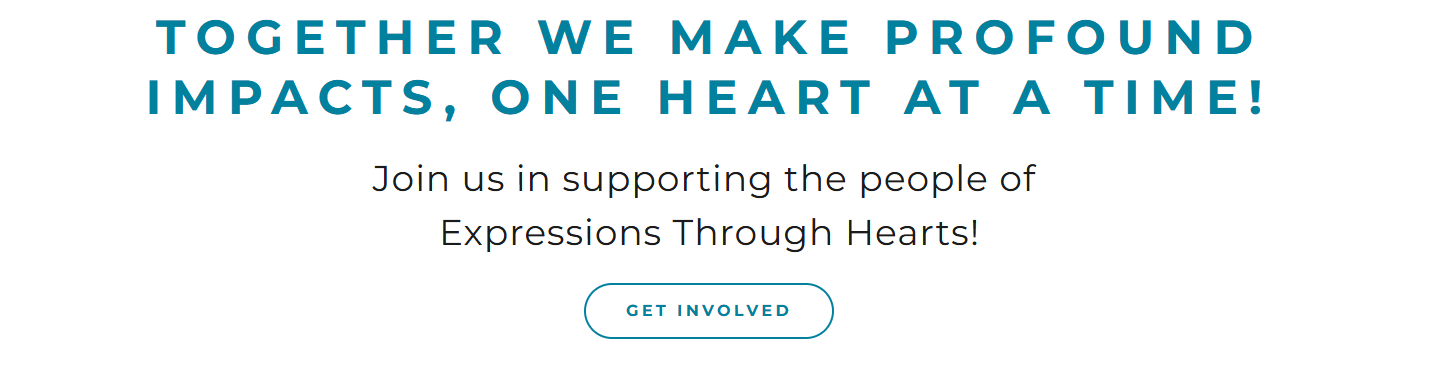 TOGETHER WE MAKE PROFOUND
IMPACTS, ONE HEART AT A TIME!
Join us in supporting the people of
Expressions Through Hearts!
GET INVOLVED